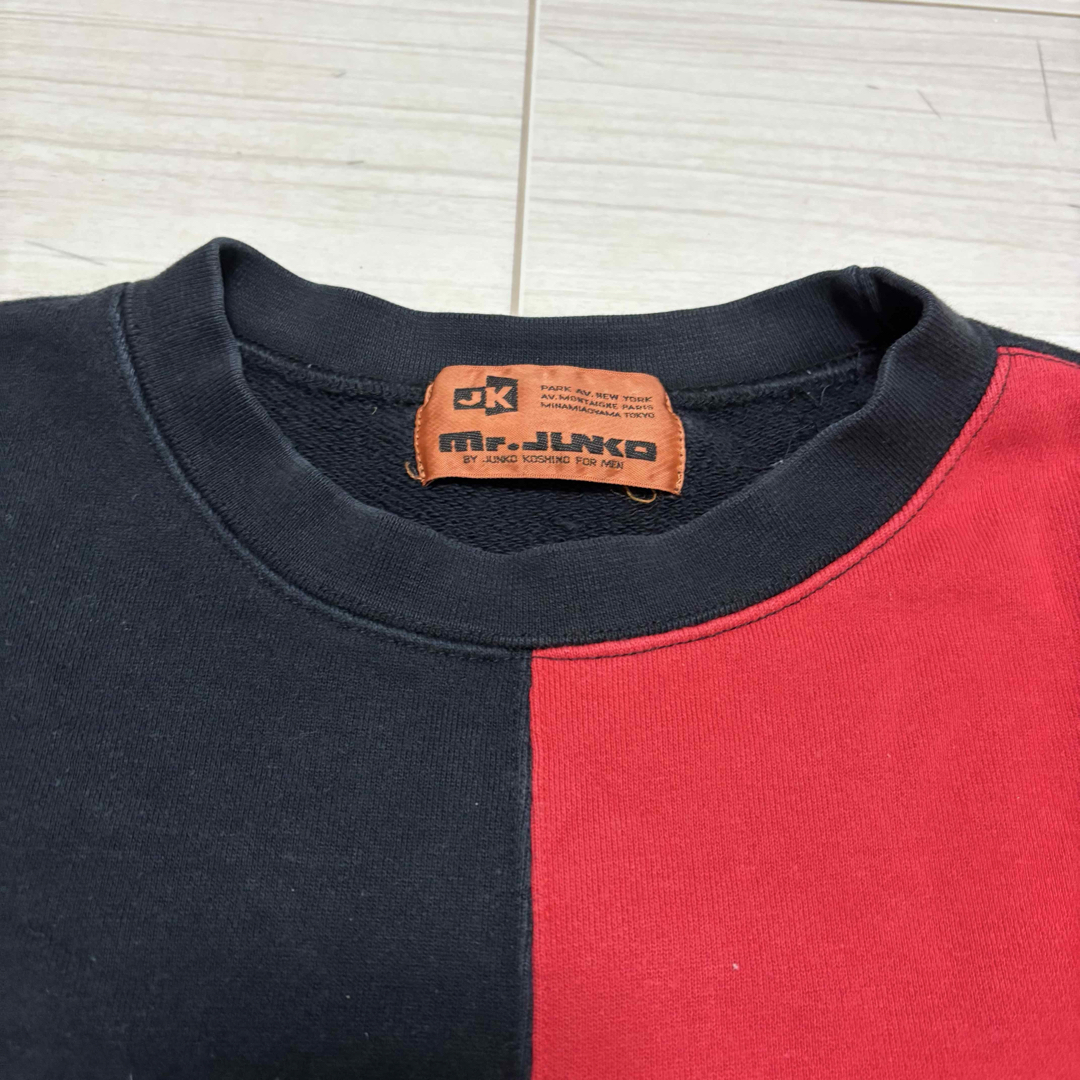 JK
PARK AV. NEW YORK
AV. MONTAIGNE PARIS
MINAMIAOYAMA TOKYO
mr. JUNKO
BY JUNKO KOSHINO FOR MEN